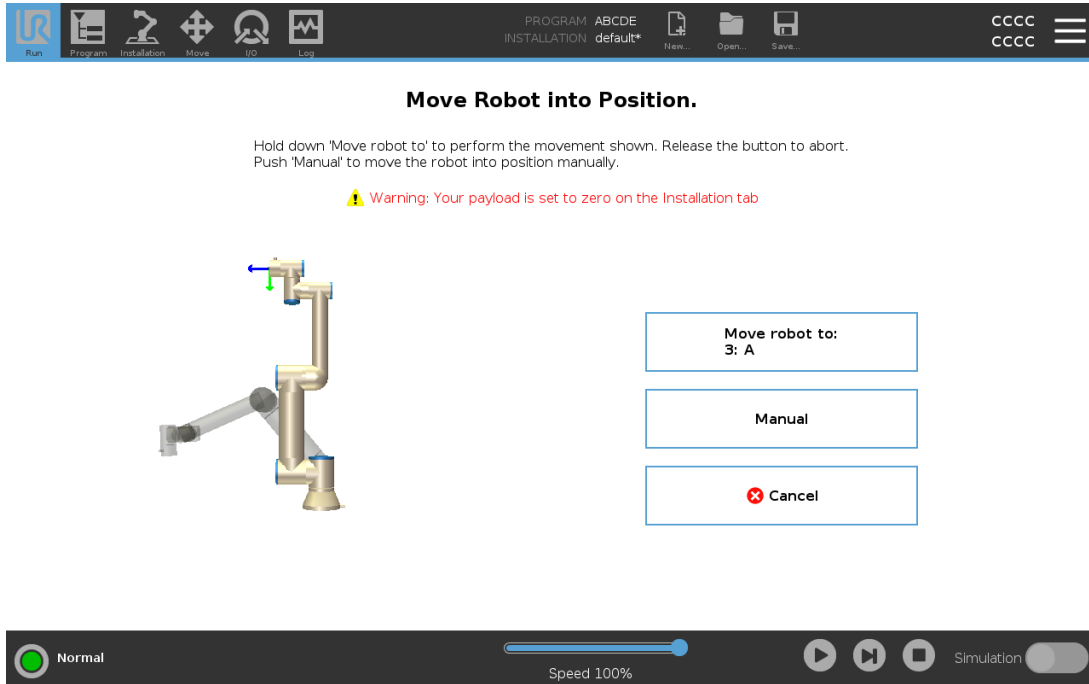 UR
Run
Program
Installation
Move
I/O
Log
PROGRAM ABCDE
INSTALLATION default*
New...
Open...
Save...
CCCC
CCCC
Move Robot into Position.
Hold down 'Move robot to' to perform the movement shown. Release the button to abort.
Push 'Manual' to move the robot into position manually.
Warning: Your payload is set to zero on the Installation tab
Move robot to:
3: A
Manual
Cancel
Normal
Speed 100%
Simulation